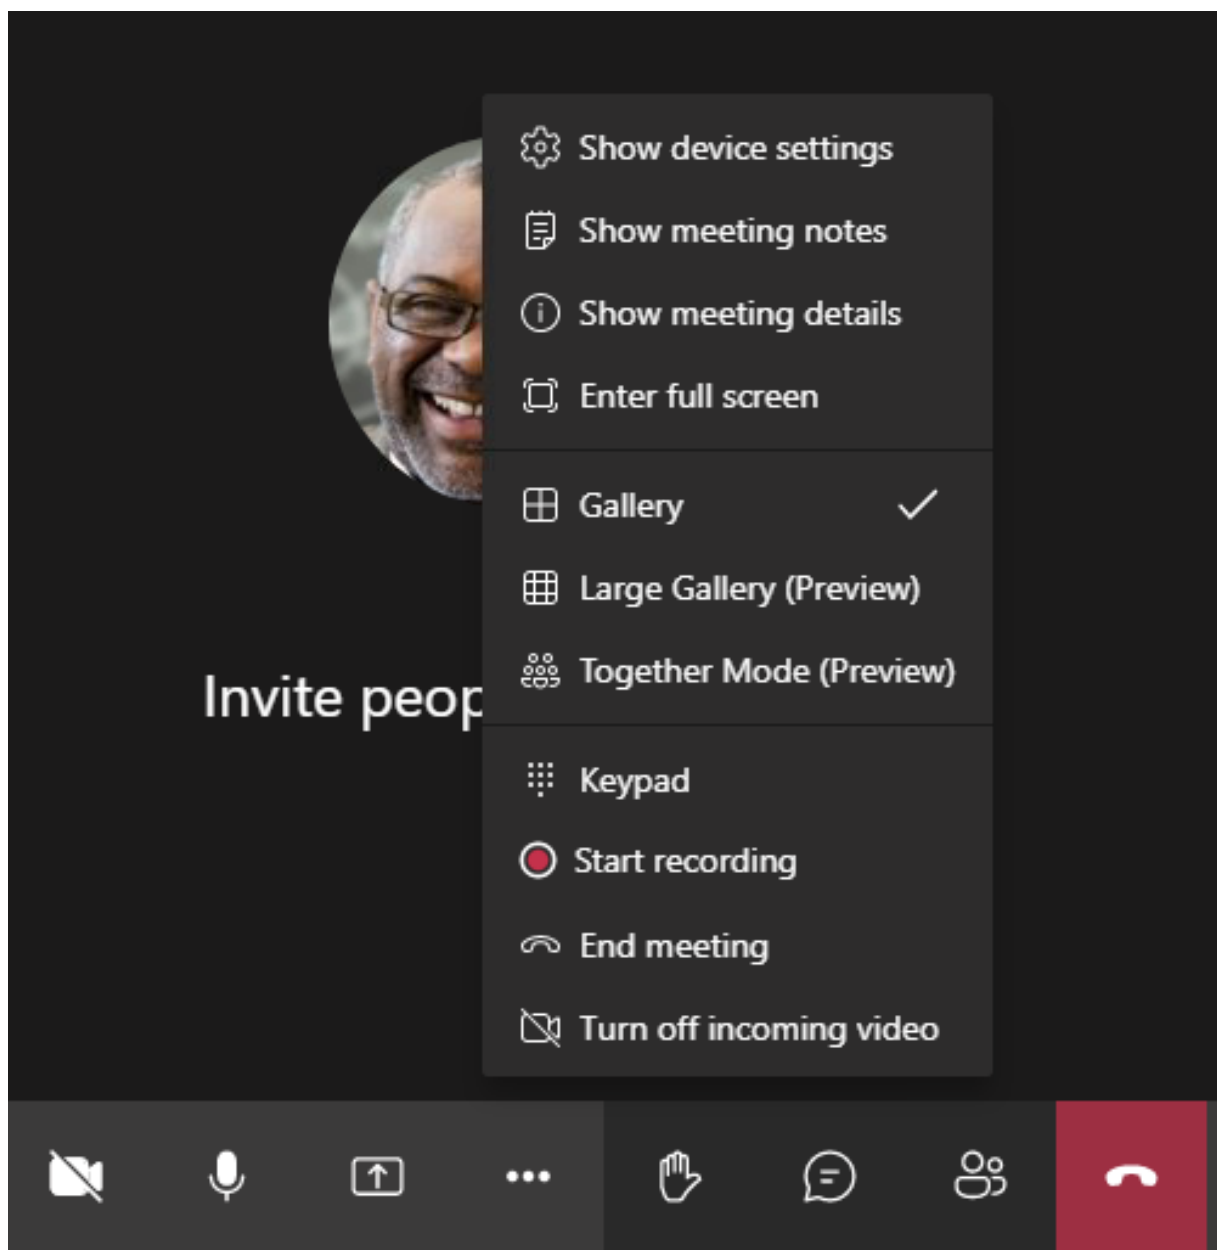 Show device settings
Show meeting notes
Show meeting details
Enter full screen
Gallery
Large Gallery (Preview)
Together Mode (Preview)
Invite
Keypad
Start recording
End meeting
Turn off incoming video